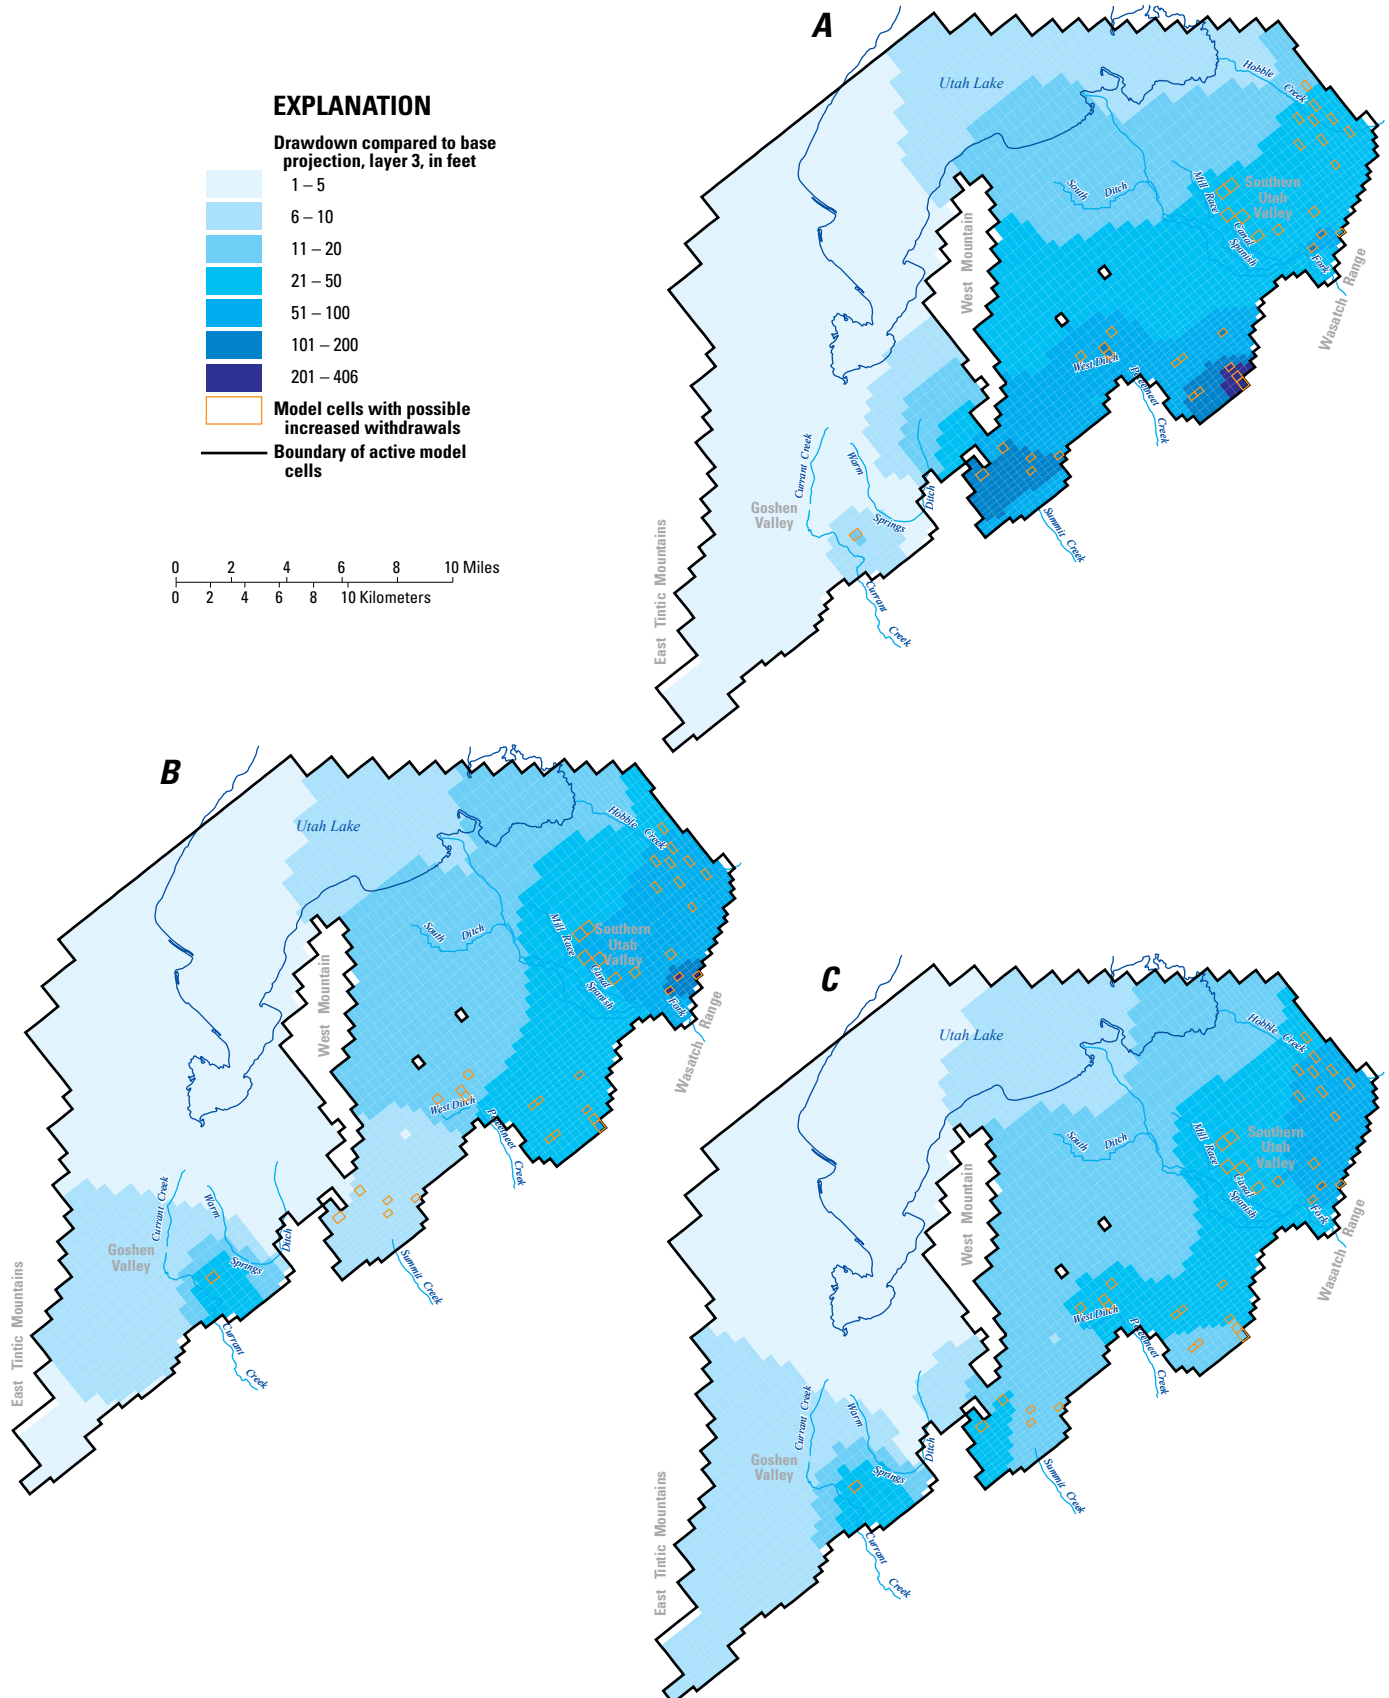 A
EXPLANATION
Drawdown compared to base
projection, layer 3, in feet
1 – 5
6 – 10
11 – 20
21 – 50
51 – 100
101 – 200
201 – 406
Model cells with possible
increased withdrawals
Boundary of active model
cells
0 2 4 6 8 10 Miles
0 2 4 6 8 10 Kilometers
Utah Lake
Hobble
Creek
South Ditch
Mill Race
Canal
Spanish
Fork
Southern
Utah
Valley
West Mountain
Wasatch Range
West Ditch
Peteetneet
Creek
Summit Creek
Currant Creek
Warm
Springs
Ditch
Goshen
Valley
Currant
Creek
East Tintic Mountains
B
Utah Lake
Hobble
Creek
South Ditch
Mill Race
Canal
Spanish
Fork
Southern
Utah
Valley
West Mountain
Wasatch Range
West Ditch
Peteetneet
Creek
Summit Creek
Currant Creek
Warm
Springs
Ditch
Goshen
Valley
Currant
Creek
East Tintic Mountains
C
Utah Lake
Hobble
Creek
South Ditch
Mill Race
Canal
Spanish
Fork
Southern
Utah
Valley
West Mountain
Wasatch Range
West Ditch
Peteetneet
Creek
Summit Creek
Currant Creek
Warm
Springs
Ditch
Goshen
Valley
Currant
Creek
East Tintic Mountains